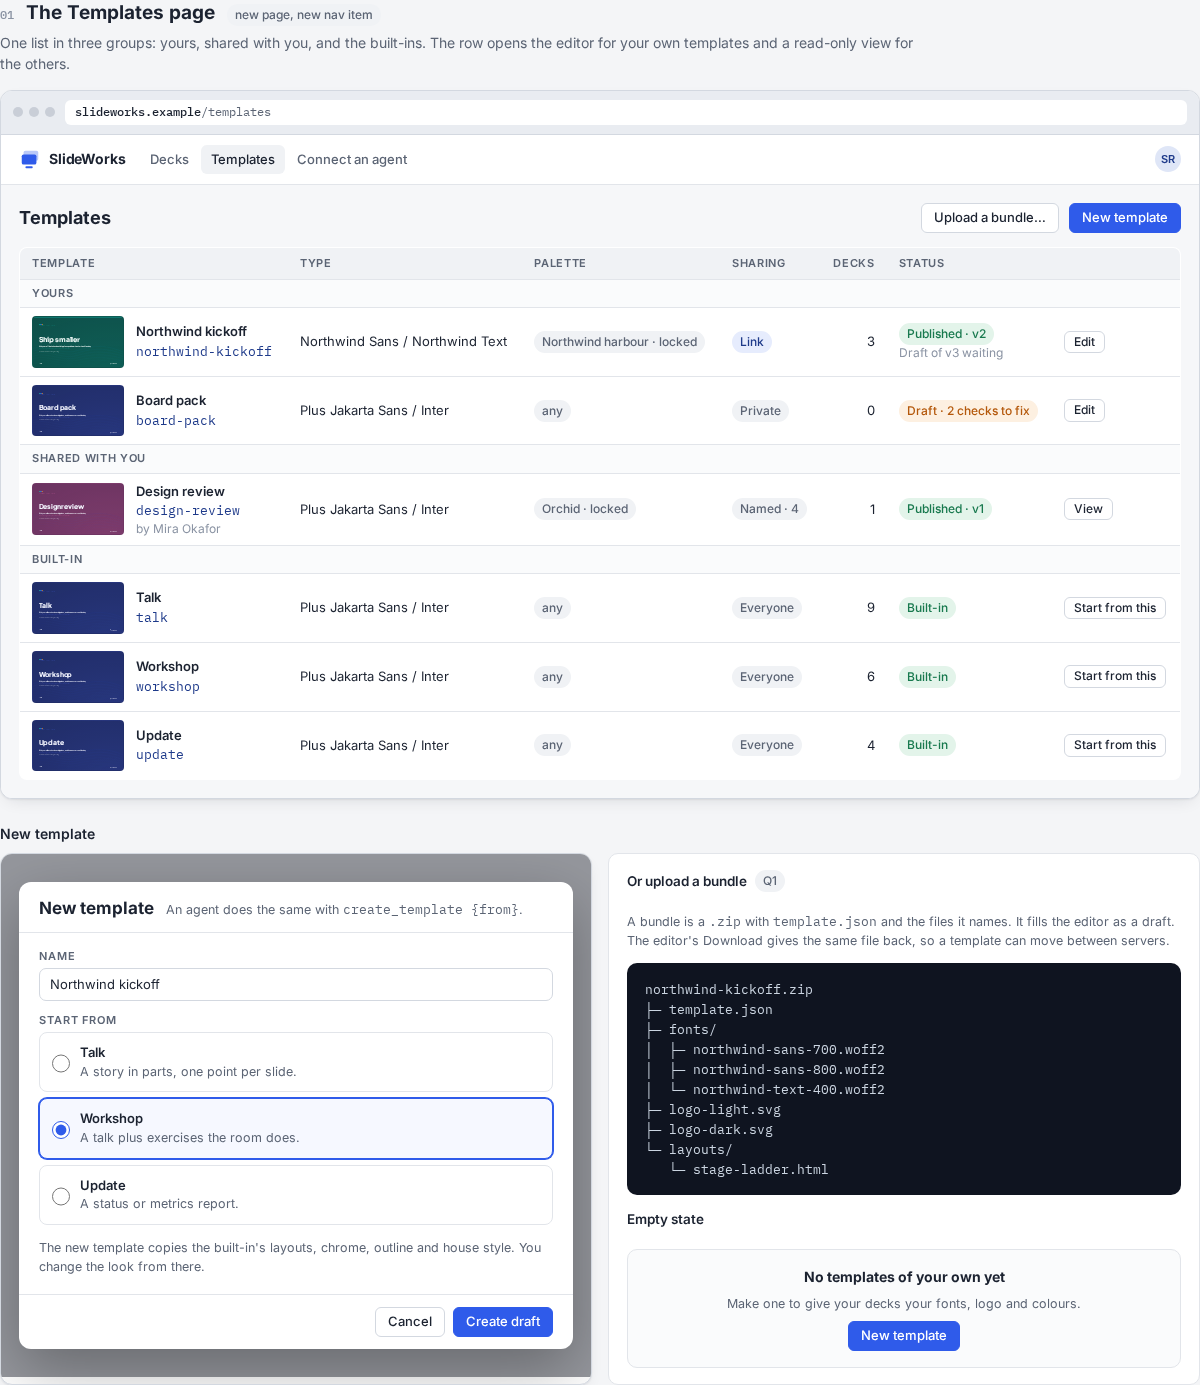 01 The Templates page new page, new nav item
One list in three groups: yours, shared with you, and the built-ins. The row opens the editor for your own templates and a read-only view for
the others.
slideworks.example/templates
SlideWorks Decks Templates Connect an agent SR
Templates Upload a bundle... New template
TEMPLATE TYPE PALETTE SHARING DECKS STATUS
YOURS
Ship smaller
Northwind kickoff
northwind-kickoff
Northwind Sans / Northwind Text
Northwind harbour · locked
Link
3
Published · v2
Draft of v3 waiting
Edit
Board pack
Board pack
board-pack
Plus Jakarta Sans / Inter
any
Private
0
Draft · 2 checks to fix
Edit
SHARED WITH YOU
Design review
Design review
design-review
by Mira Okafor
Plus Jakarta Sans / Inter
Orchid · locked
Named · 4
1
Published · v1
View
BUILT-IN
Talk
Talk
talk
Plus Jakarta Sans / Inter
any
Everyone
9
Built-in
Start from this
Workshop
Workshop
workshop
Plus Jakarta Sans / Inter
any
Everyone
6
Built-in
Start from this
Update
Update
update
Plus Jakarta Sans / Inter
any
Everyone
4
Built-in
Start from this
New template
New template An agent does the same with create_template {from}.
NAME
Northwind kickoff
START FROM
Talk
A story in parts, one point per slide.
Workshop
A talk plus exercises the room does.
Update
A status or metrics report.
The new template copies the built-in's layouts, chrome, outline and house style. You
change the look from there.
Cancel Create draft
Or upload a bundle Q1
A bundle is a .zip with template.json and the files it names. It fills the editor as a draft.
The editor's Download gives the same file back, so a template can move between servers.
northwind-kickoff.zip
├─ template.json
├─ fonts/
│  ├─ northwind-sans-700.woff2
│  ├─ northwind-sans-800.woff2
│  └─ northwind-text-400.woff2
├─ logo-light.svg
├─ logo-dark.svg
└─ layouts/
   └─ stage-ladder.html
Empty state
No templates of your own yet
Make one to give your decks your fonts, logo and colours.
New template